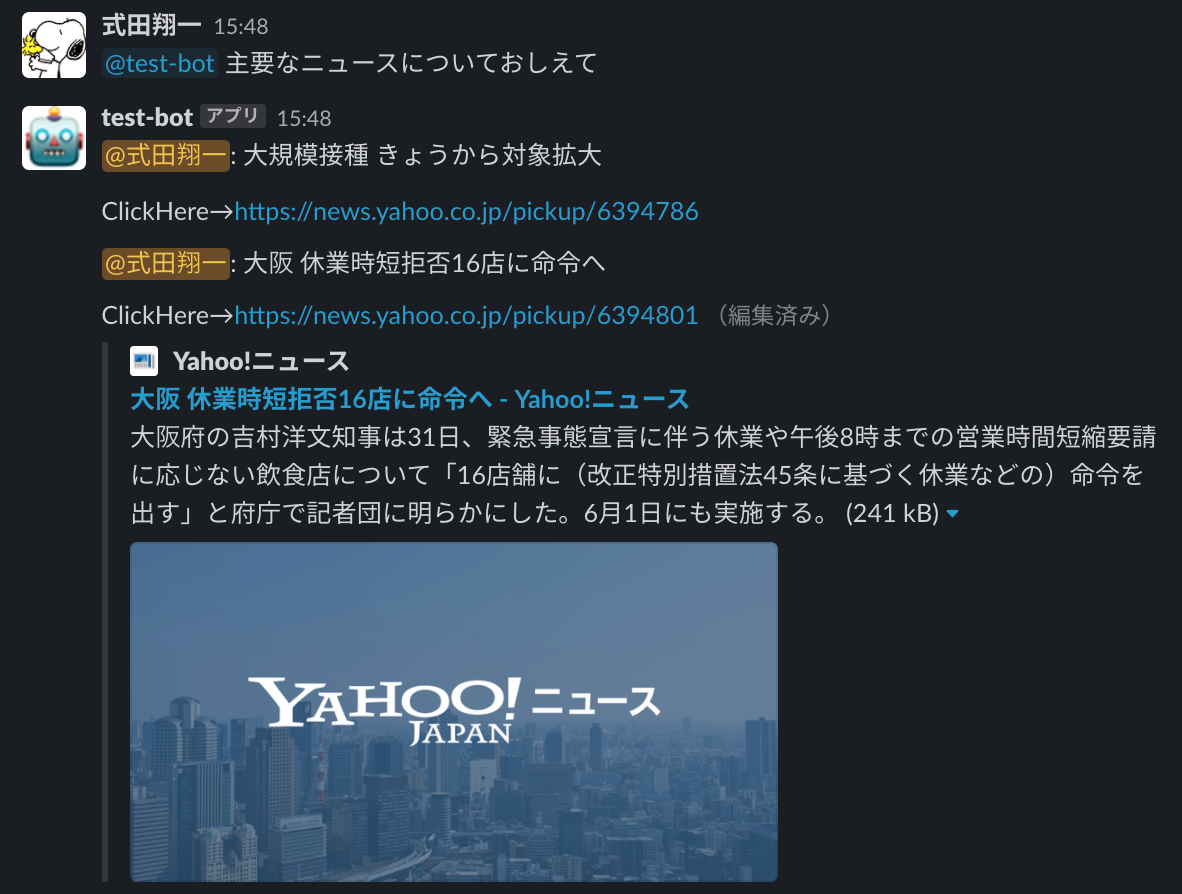 式田翔一 15:48
@test-bot 主要なニュースについておしえて
test-bot アプリ 15:48
@式田翔一: 大規模接種 きょうから対象拡大
ClickHere→https://news.yahoo.co.jp/pickup/6394786
@式田翔一: 大阪 休業時短拒否16店に命令へ
ClickHere→https://news.yahoo.co.jp/pickup/6394801 （編集済み）
Yahoo!ニュース
大阪 休業時短拒否16店に命令へ - Yahoo!ニュース
大阪府の吉村洋文知事は31日、緊急事態宣言に伴う休業や午後8時までの営業時間短縮要請
に応じない飲食店について「16店舗に（改正特別措置法45条に基づく休業などの）命令を
出す」と府庁で記者団に明らかにした。6月1日にも実施する。 (241 kB)
YAHOO!ニュース
JAPAN